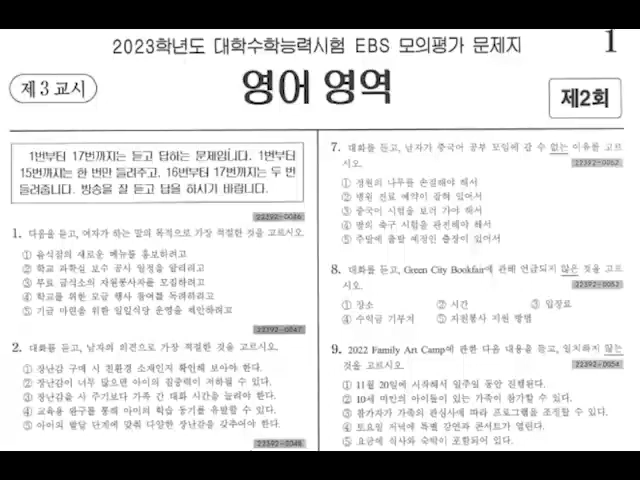 2023학년도 대학수학능력시험 EBS 모의평가 문제지
1
제 3 교시
영어 영역
제2회
1번부터 17번까지는 듣고 답하는 문제입니다. 1번부터
15번까지는 한 번만 들려주고, 16번부터 17번까지는 두 번
들려줍니다. 방송을 잘 듣고 답을 하시기 바랍니다.
22392-0046
1. 다음을 듣고, 여자가 하는 말의 목적으로 가장 적절한 것을 고르시오.
① 음식점의 새로운 메뉴를 홍보하려고
② 학교 과학실 보수 공사 일정을 알리려고
③ 무료 급식소의 자원봉사자를 모집하려고
④ 학교를 위한 모금 행사 참여를 독려하려고
⑤ 기금 마련을 위한 일일식당 운영을 제안하려고
22392-0047
2. 대화를 듣고, 남자의 의견으로 가장 적절한 것을 고르시오.
① 장난감 구매 시 친환경 소재인지 확인해 보아야 한다.
② 장난감이 너무 많으면 아이의 집중력이 저하될 수 있다.
③ 장난감을 사 주기보다 가족 간 대화 시간을 늘려야 한다.
④ 교육용 완구를 통해 아이의 학습 동기를 유발할 수 있다.
⑤ 아이의 발달 단계에 맞춰 다양한 장난감을 갖추어야 한다.
22392-0048
7. 대화를 듣고, 남자가 중국어 공부 모임에 갈 수 없는 이유를 고르
시오.
22392-0052
① 정원의 나무를 손질해야 해서
② 병원 진료 예약이 잡혀 있어서
③ 중국어 시험을 보러 가야 해서
④ 딸의 축구 시합을 관전해야 해서
⑤ 주말에 출발 예정인 출장이 있어서
8. 대화를 듣고, Green City Bookfair에 관해 언급되지 않은 것을 고르
시오.
22392-0053
① 장소
② 시간
③ 입장료
④ 수익금 기부처
⑤ 자원봉사 지원 방법
9. 2022 Family Art Camp에 관한 다음 내용을 듣고, 일치하지 않는
것을 고르시오.
22392-0054
① 11월 20일에 시작해서 일주일 동안 진행된다.
② 10세 미만의 아이들이 있는 가족이 참가할 수 있다.
③ 참가자가 가족의 관심사에 따라 프로그램을 조정할 수 있다.
④ 토요일 저녁에 특별 강연과 콘서트가 열린다.
⑤ 요금에 식사와 숙박이 포함되어 있다.